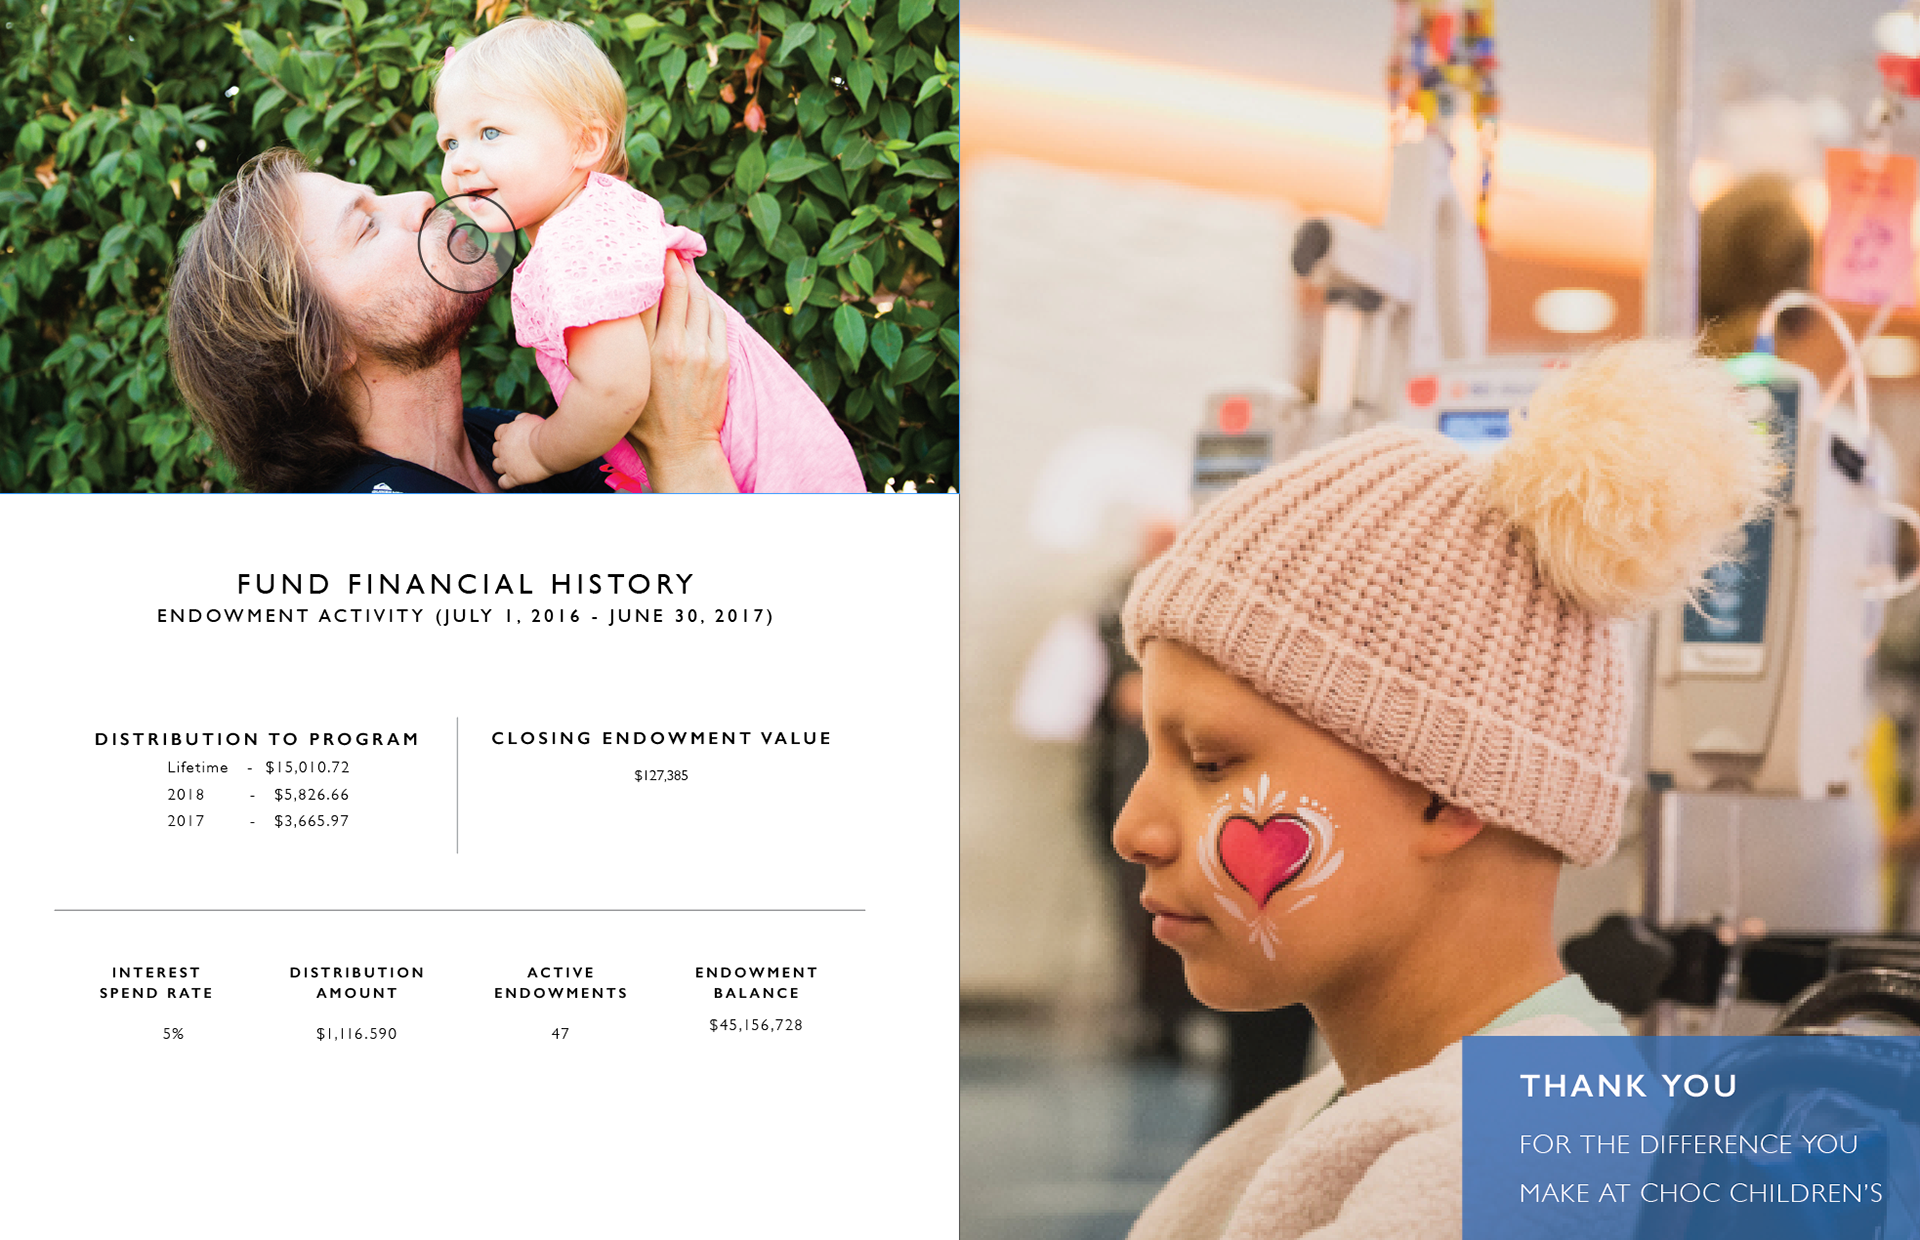 FUND FINANCIAL HISTORY
ENDOWMENT ACTIVITY (JULY 1, 2016 - JUNE 30, 2017)
DISTRIBUTION TO PROGRAM
Lifetime - $15,010.72
2018 - $5,826.66
2017 - $3,665.97
CLOSING ENDOWMENT VALUE
$127,385
INTEREST
SPEND RATE
5%
DISTRIBUTION
AMOUNT
$1,116.590
ACTIVE
ENDOWMENTS
47
ENDOWMENT
BALANCE
$45,156,728
THANK YOU
FOR THE DIFFERENCE YOU
MAKE AT CHOC CHILDREN'S